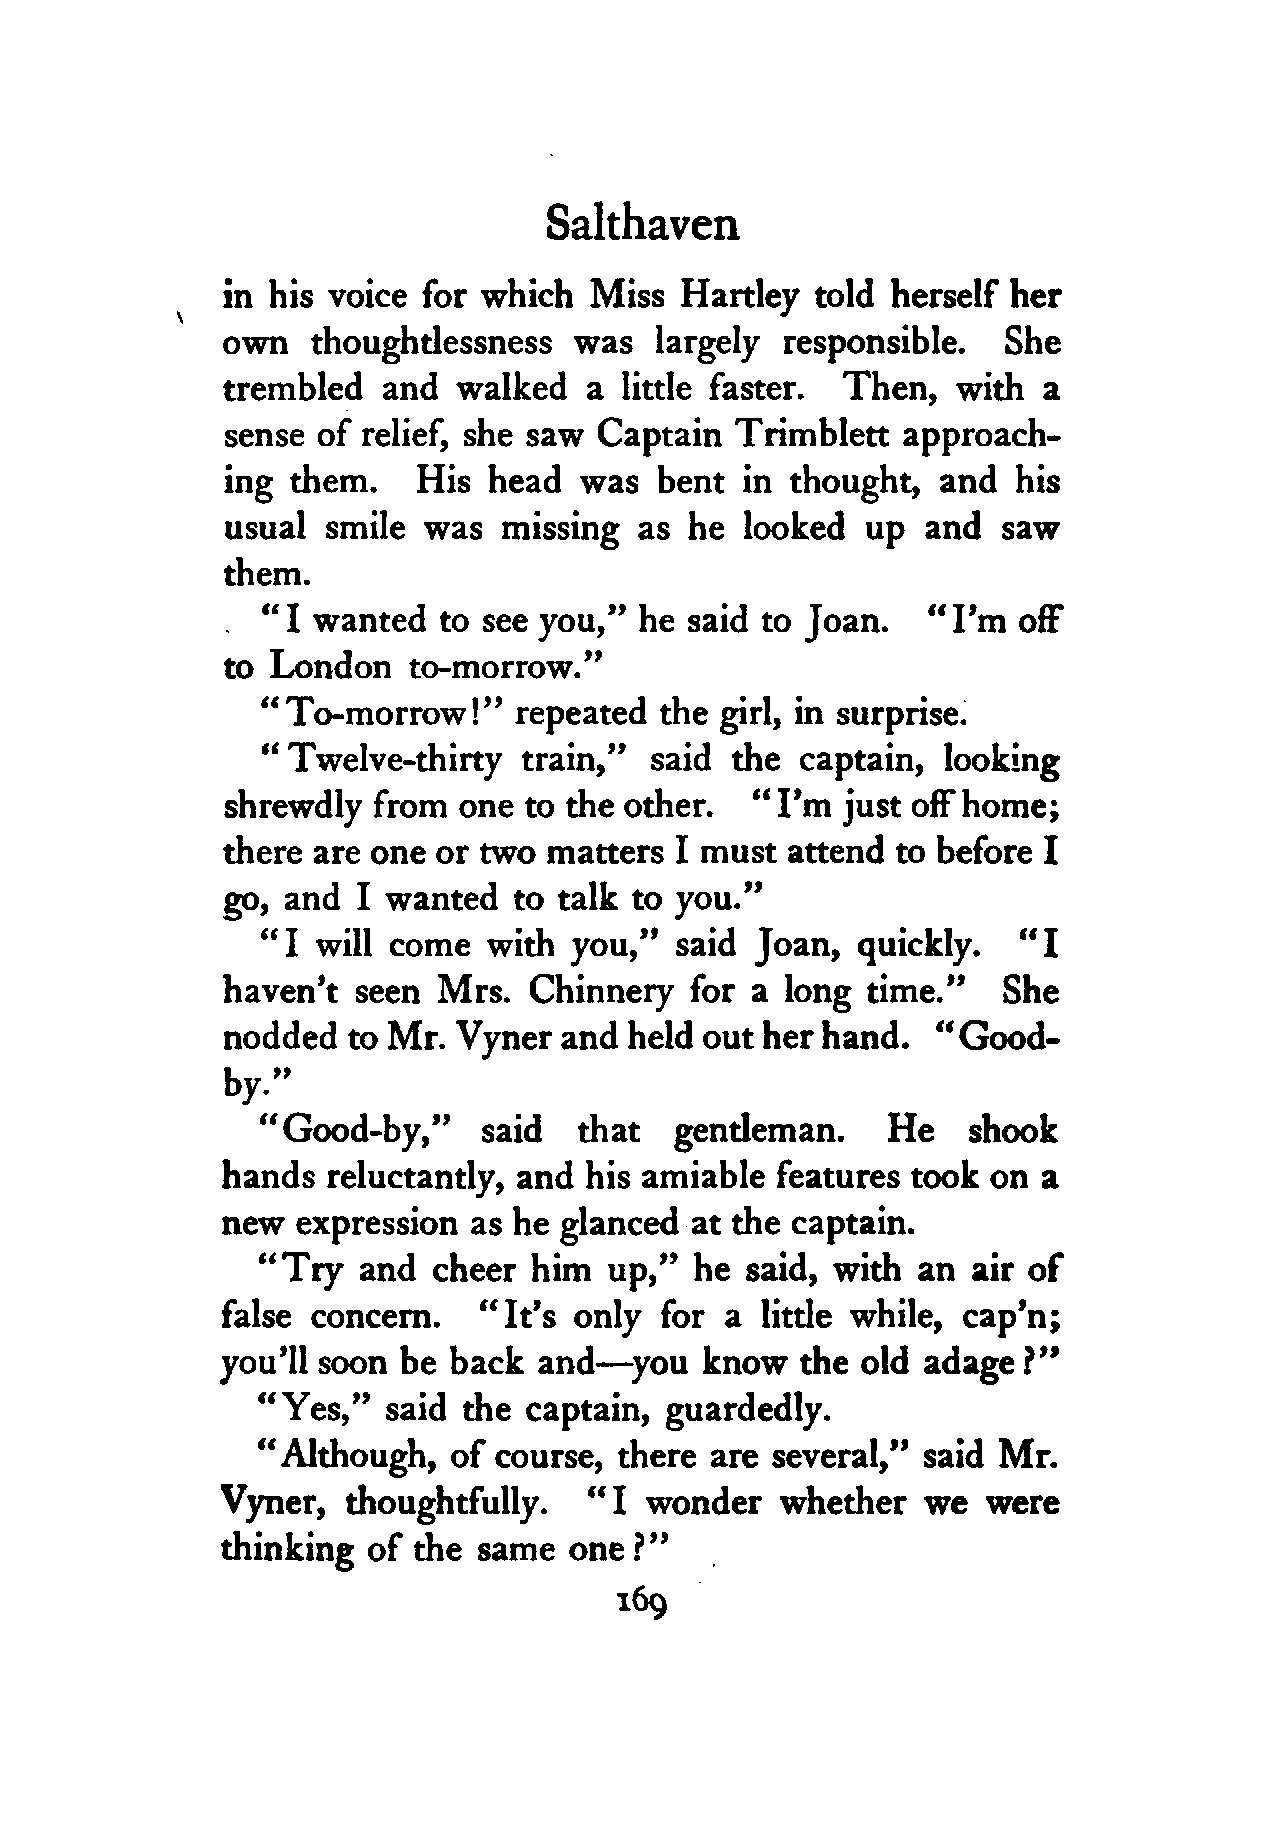 Salthaven
in his voice for which Miss Hartley told herself her
own thoughtlessness was largely responsible. She
trembled and walked a little faster. Then, with a
sense of relief, she saw Captain Trimblett approach-
ing them. His head was bent in thought, and his
usual smile was missing as he looked up and saw
them.
“I wanted to see you,” he said to Joan. “I’m off
to London to-morrow.”
“To-morrow!” repeated the girl, in surprise.
“Twelve-thirty train,” said the captain, looking
shrewdly from one to the other. “I’m just off home;
there are one or two matters I must attend to before I
go, and I wanted to talk to you.”
“I will come with you,” said Joan, quickly. “I
haven’t seen Mrs. Chinnery for a long time.” She
nodded to Mr. Vyner and held out her hand. “Good-
by.”
“Good-by,” said that gentleman. He shook
hands reluctantly, and his amiable features took on a
new expression as he glanced at the captain.
“Try and cheer him up,” he said, with an air of
false concern. “It’s only for a little while, cap’n;
you’ll soon be back and—you know the old adage?”
“Yes,” said the captain, guardedly.
“Although, of course, there are several,” said Mr.
Vyner, thoughtfully. “I wonder whether we were
thinking of the same one?”
169